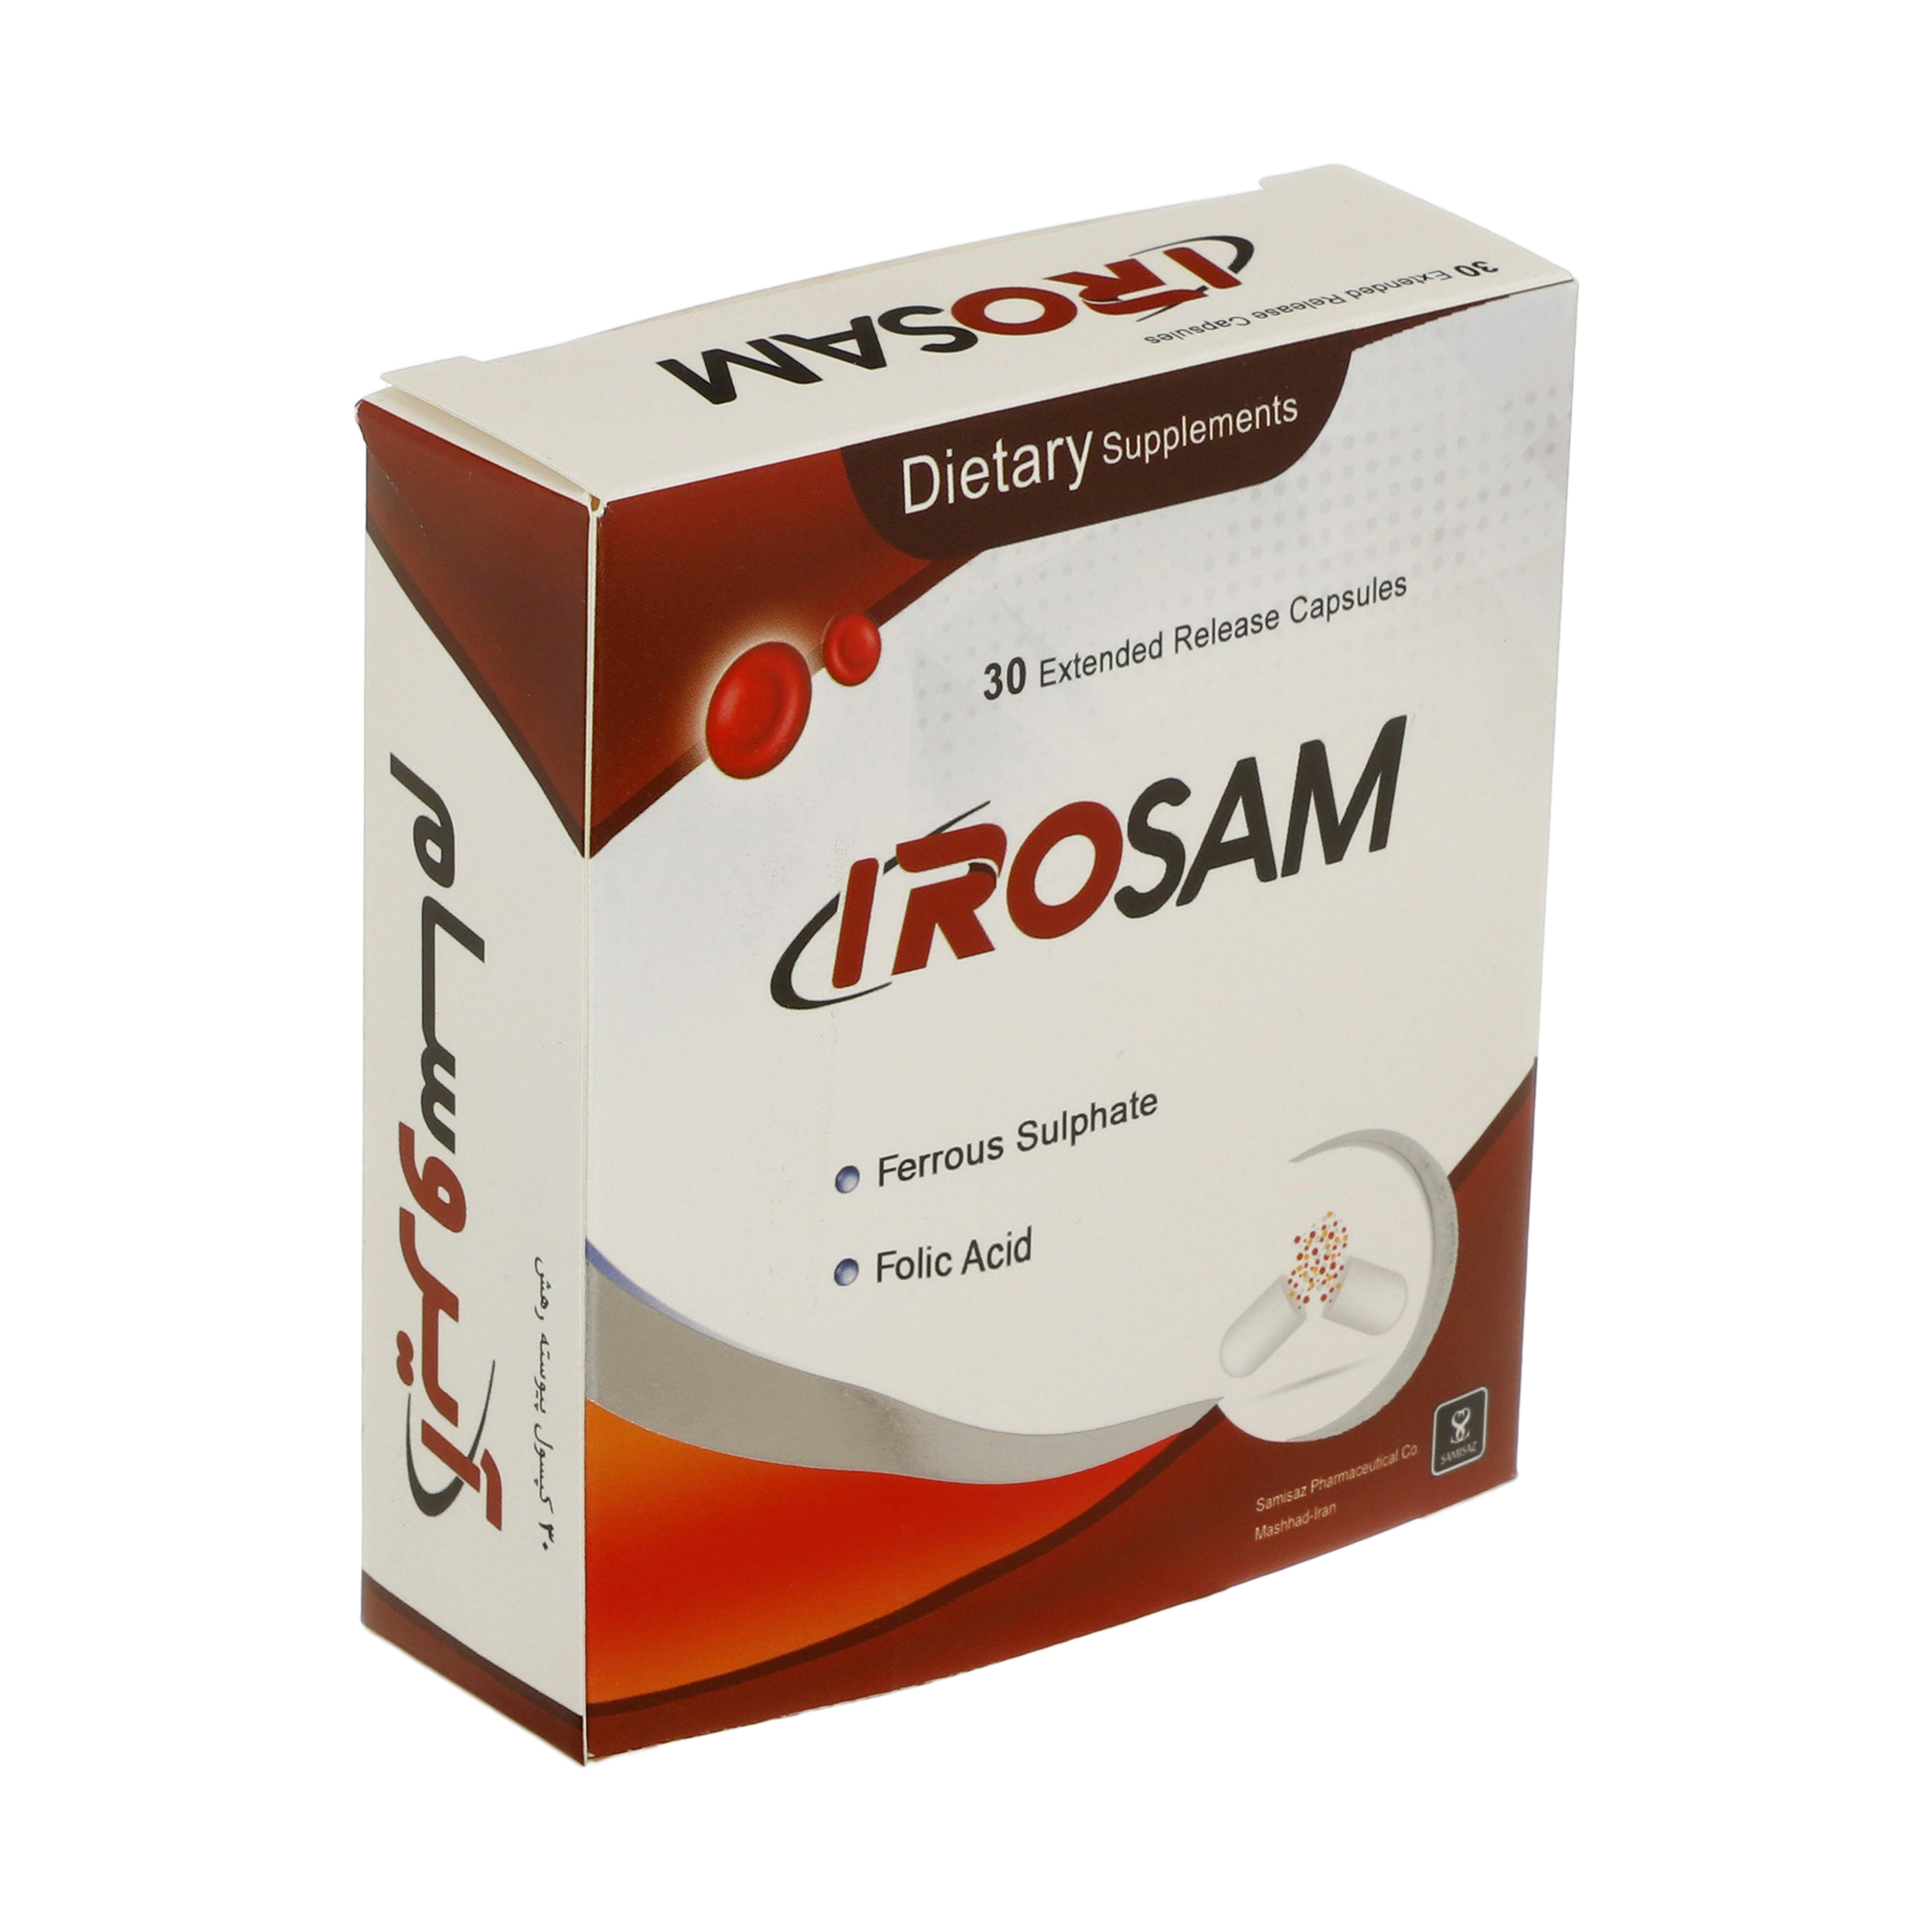 IROSAM
30 Extended Release Capsules
Dietary Supplements
30 Extended Release Capsules
IROSAM
Ferrous Sulphate
Folic Acid
SAMISAZ
Samisaz Pharmaceutical Co.
Mashhad-Iran
آیروسام
۳۰ کپسول پیوسته رهش